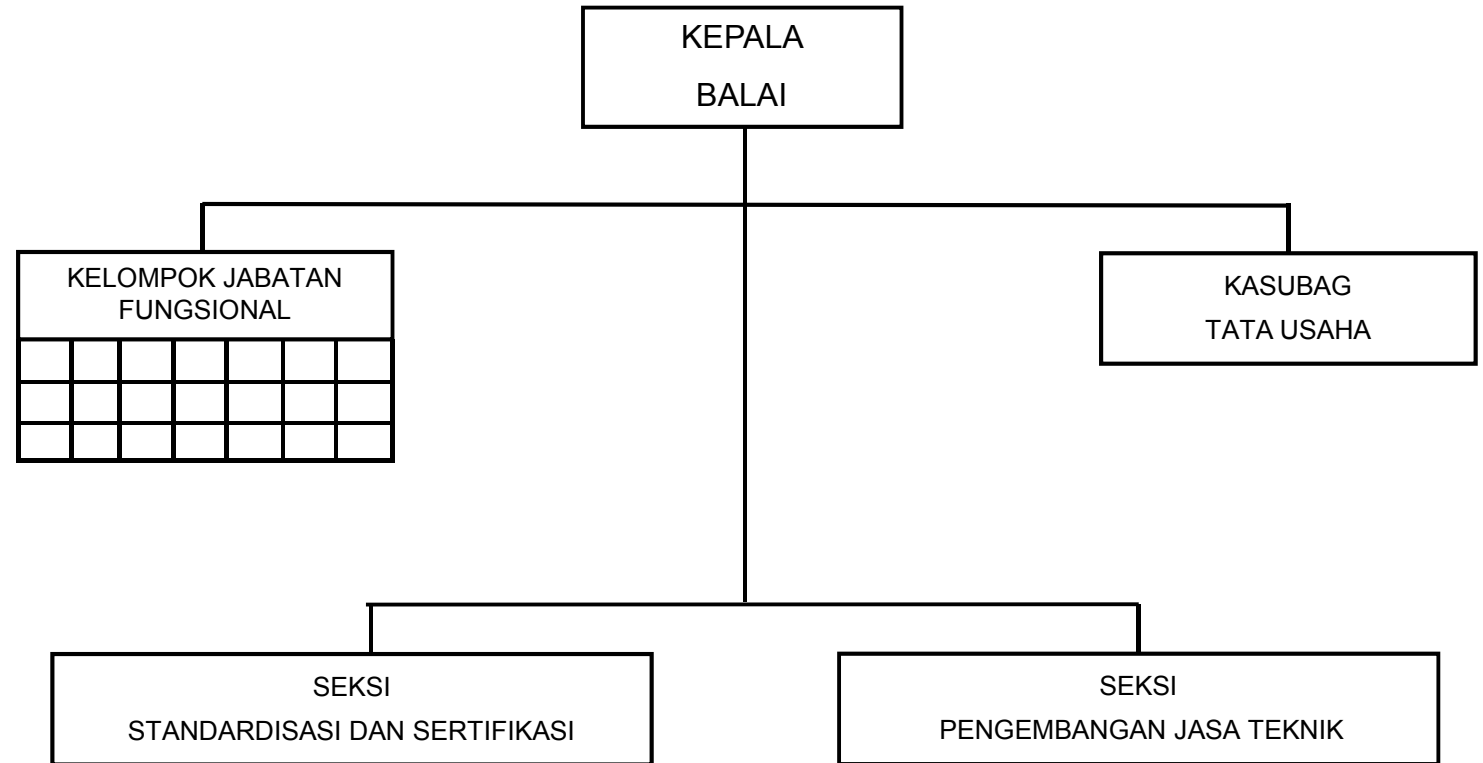 KEPALA
BALAI
KELOMPOK JABATAN
FUNGSIONAL
KASUBAG
TATA USAHA
SEKSI
STANDARDISASI DAN SERTIFIKASI
SEKSI
PENGEMBANGAN JASA TEKNIK